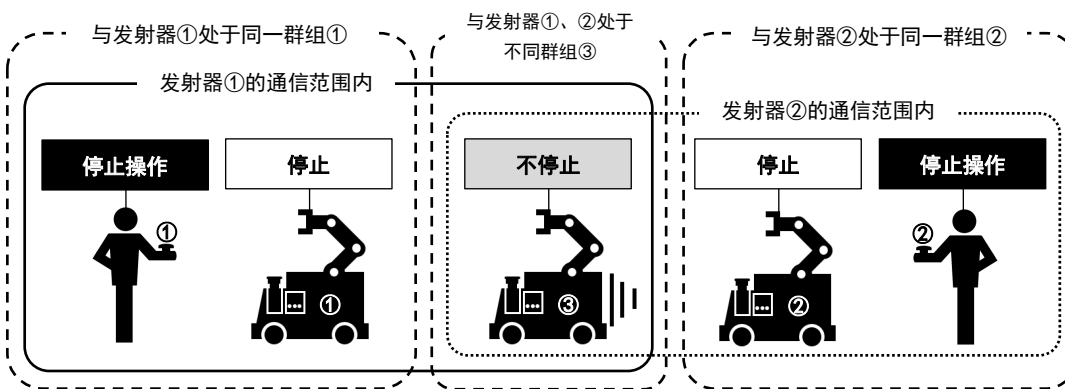 与发射器①处于同一群组①
与发射器①、②处于
不同群组③
与发射器②处于同一群组②
发射器①的通信范围内
发射器②的通信范围内
停止操作
停止
不停止
停止
停止操作
①
②
①
③
②